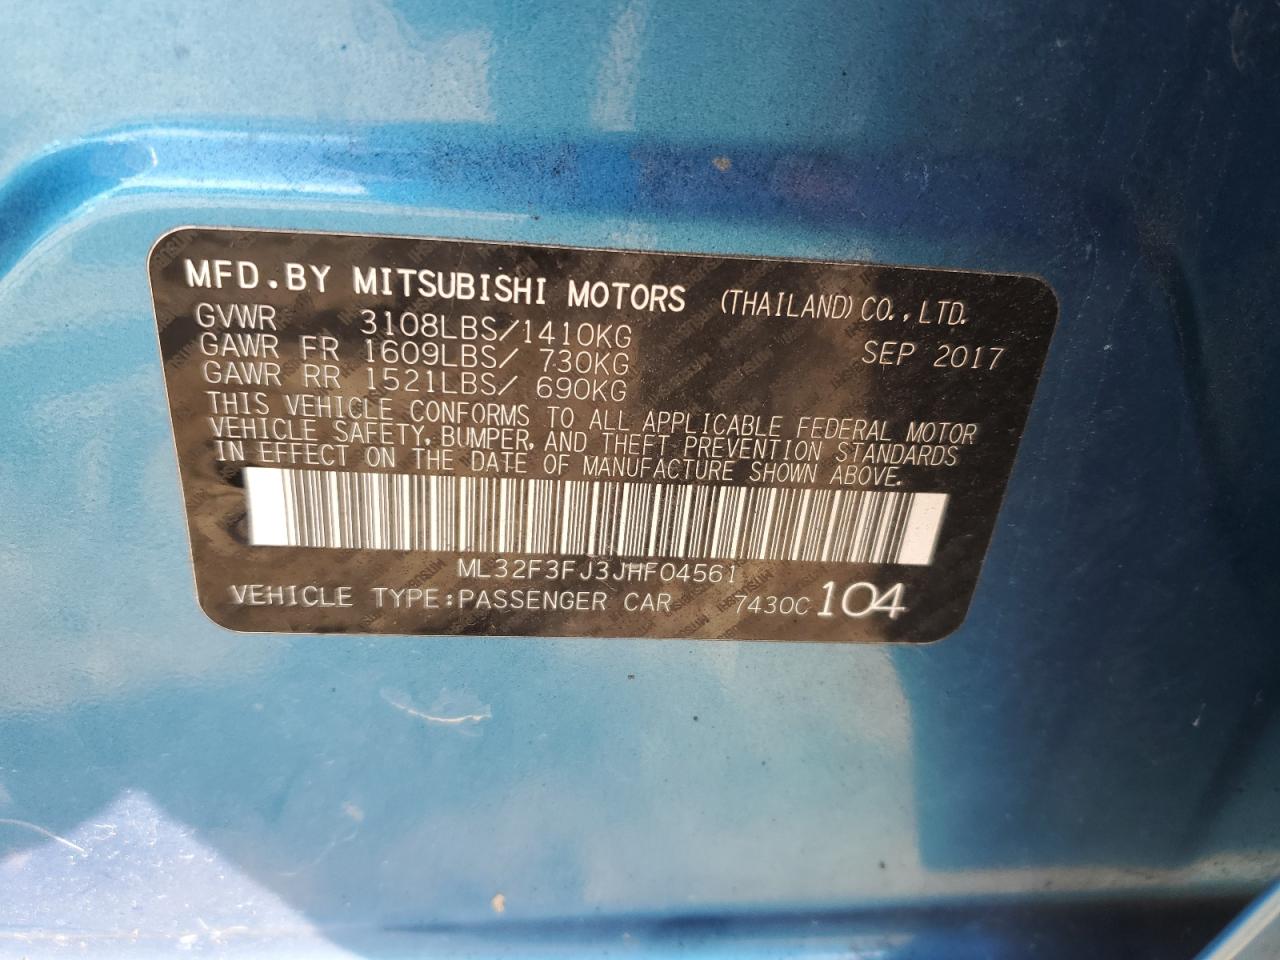 MFD.BY MITSUBISHI MOTORS (THAILAND)CO.,LTD.
GVWR 3108LBS/1410KG
GAWR FR 1609LBS/ 730KG SEP 2017
GAWR RR 1521LBS/ 690KG
THIS VEHICLE CONFORMS TO ALL APPLICABLE FEDERAL MOTOR
VEHICLE SAFETY, BUMPER, AND THEFT PREVENTION STANDARDS
IN EFFECT ON THE DATE OF MANUFACTURE SHOWN ABOVE.
ML32F3FJ3JHF04561
VEHICLE TYPE:PASSENGER CAR 7430C 104